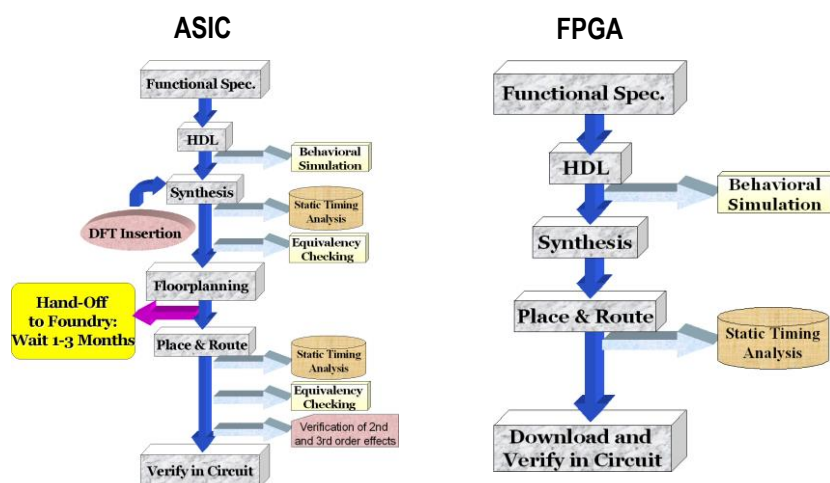 ASIC
Functional Spec.
HDL
Behavioral
Simulation
Synthesis
Static Timing
Analysis
DFT Insertion
Equivalency
Checking
Floorplanning
Hand-Off
to Foundry:
Wait 1-3 Months
Place & Route
Static Timing
Analysis
Equivalency
Checking
Verification of 2nd
and 3rd order effects
Verify in Circuit
FPGA
Functional Spec.
HDL
Behavioral
Simulation
Synthesis
Place & Route
Static Timing
Analysis
Download and
Verify in Circuit